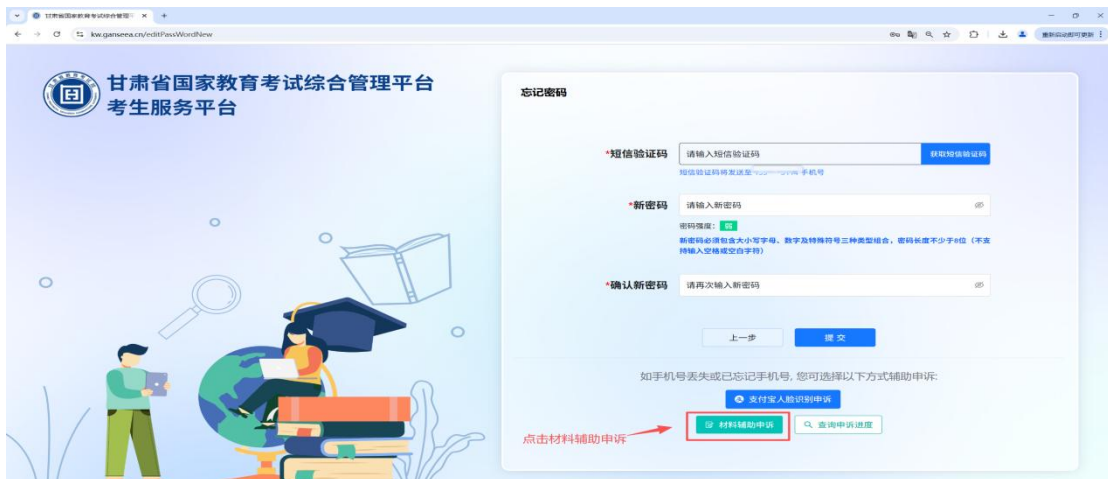 甘肃省国家教育考试综合管理
kw.ganseea.cn/editPassWordNew
重新启动即可更新
甘肃省国家教育考试综合管理平台
考生服务平台
忘记密码
*短信验证码
请输入短信验证码
获取短信验证码
短信验证码将发送至
手机号
*新密码
请输入新密码
密码强度: 弱
新密码必须包含大小写字母、数字及特殊符号三种类型组合，密码长度不少于8位（不支
持输入空格或空白字符）
*确认新密码
请再次输入新密码
上一步
提 交
如手机号丢失或已忘记手机号, 您可选择以下方式辅助申诉:
支付宝人脸识别申诉
点击材料辅助申诉
材料辅助申诉
查询申诉进度